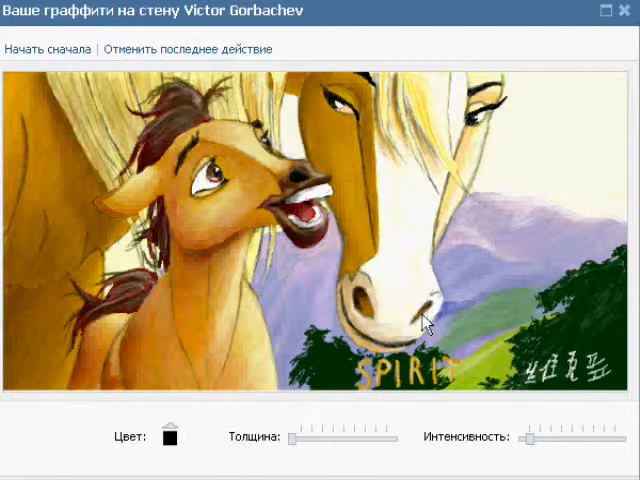 Ваше граффити на стену Victor Gorbachev
Начать сначала | Отменить последнее действие
SPIRIT
Цвет: Толщина: Интенсивность: